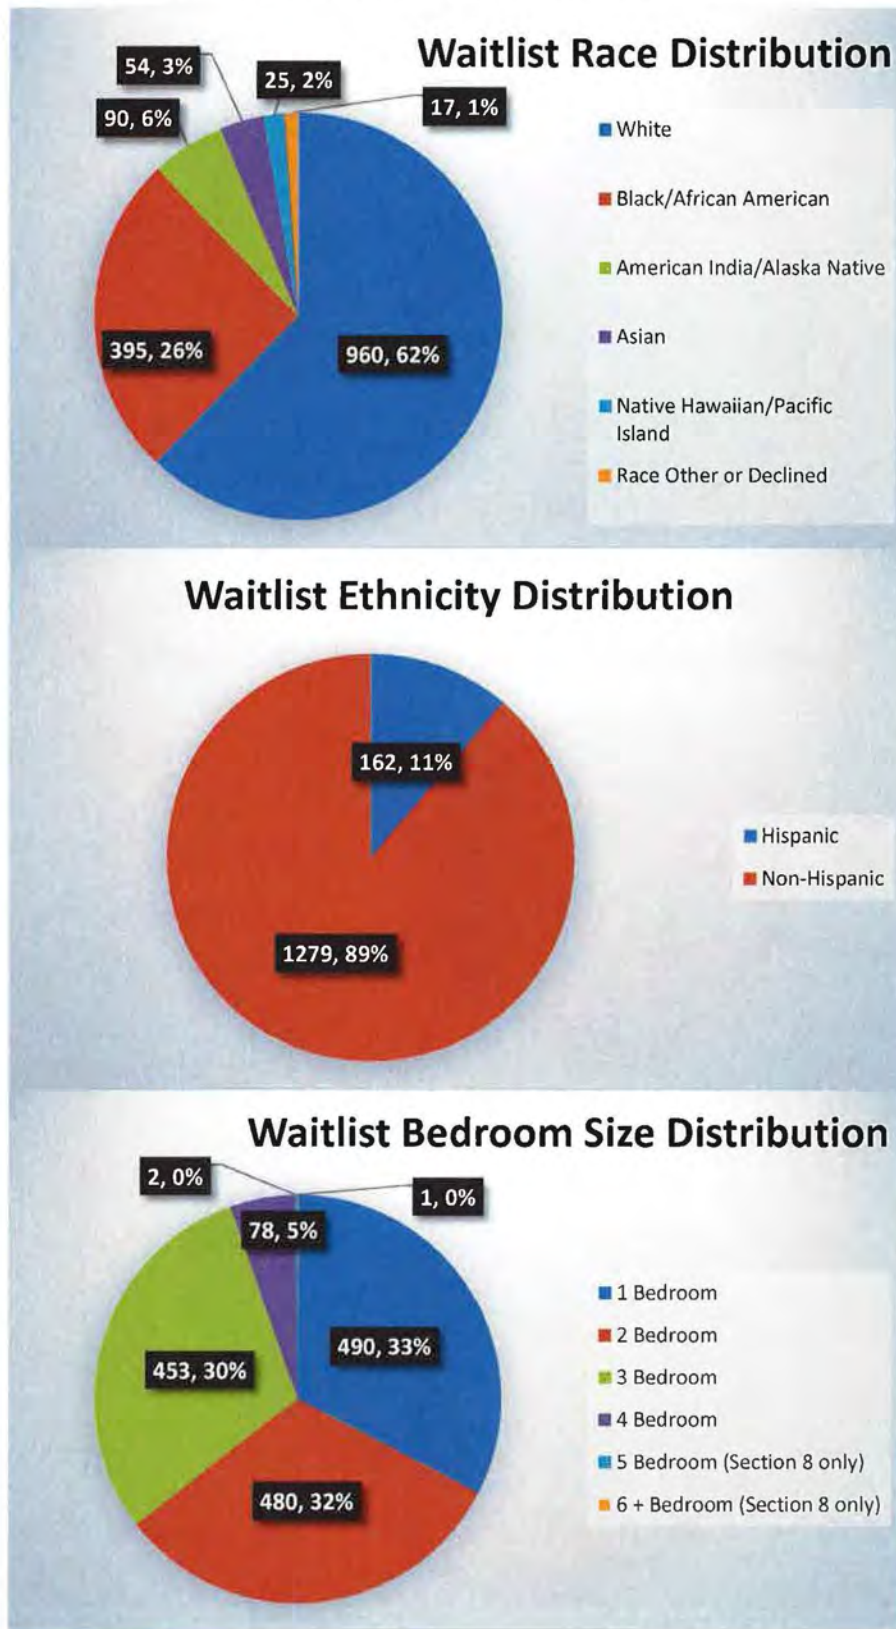 Waitlist Race Distribution
54, 3%
25, 2%
17, 1%
90, 6%
White
Black/African American
American India/Alaska Native
Asian
Native Hawaiian/Pacific
Island
Race Other or Declined
395, 26%
960, 62%
Waitlist Ethnicity Distribution
162, 11%
Hispanic
Non-Hispanic
1279, 89%
Waitlist Bedroom Size Distribution
2, 0%
1, 0%
78, 5%
490, 33%
453, 30%
480, 32%
1 Bedroom
2 Bedroom
3 Bedroom
4 Bedroom
5 Bedroom (Section 8 only)
6 + Bedroom (Section 8 only)